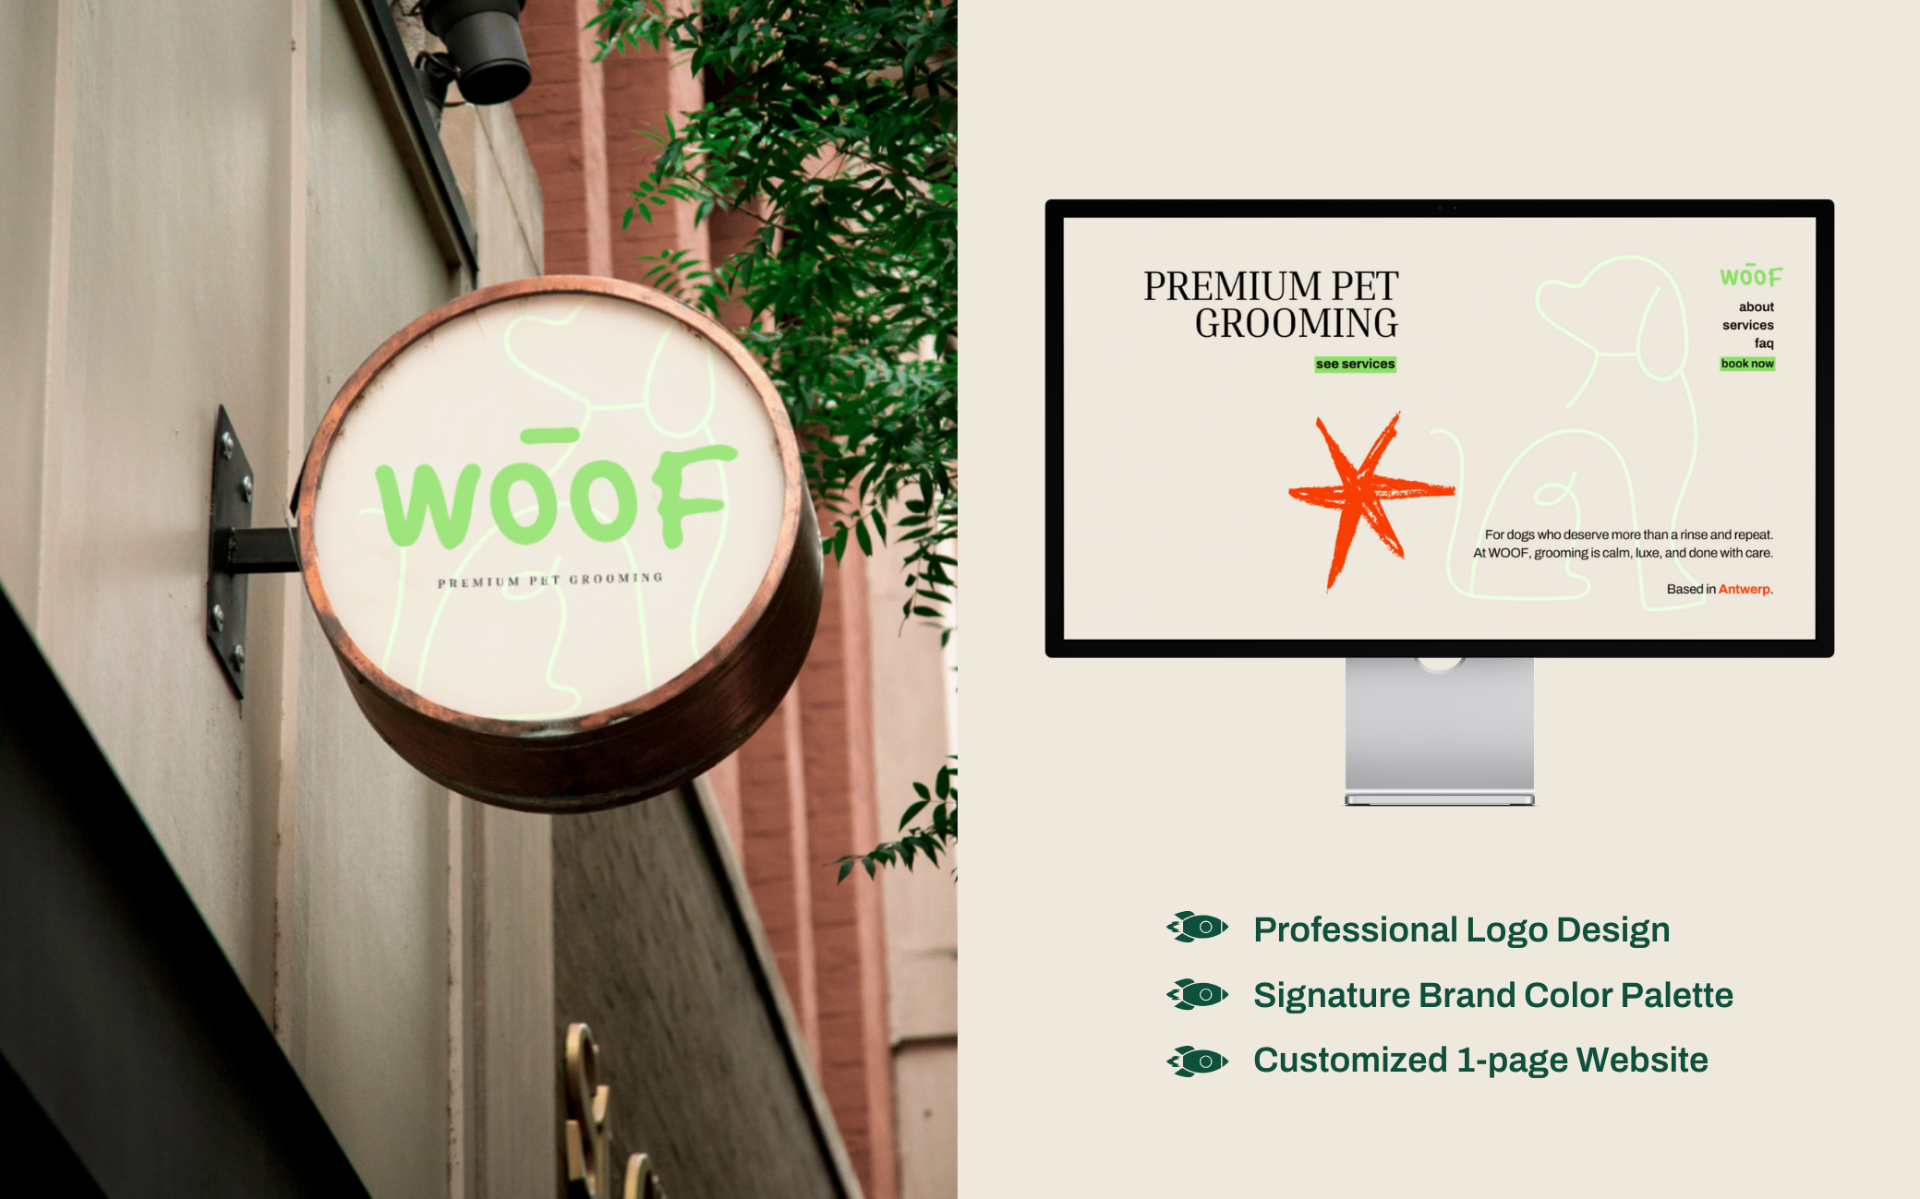 WOOF
PREMIUM PET GROOMING
PREMIUM PET
GROOMING
see services
WOOF
about
services
faq
book now
For dogs who deserve more than a rinse and repeat.
At WOOF, grooming is calm, luxe, and done with care.
Based in Antwerp.
Professional Logo Design
Signature Brand Color Palette
Customized 1-page Website